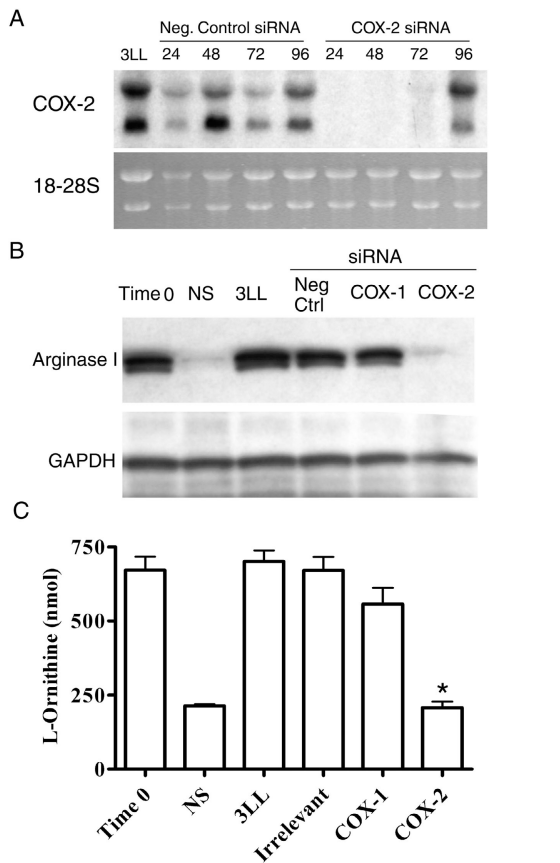 A
Neg. Control siRNA COX-2 siRNA
3LL 24 48 72 96 24 48 72 96
COX-2
18-28S
B
siRNA
Time 0 NS 3LL Neg Ctrl COX-1 COX-2
Arginase I
GAPDH
C
L-Ornithine (nmol)
750
500
250
0
*
Time 0 NS 3LL Irrelevant COX-1 COX-2